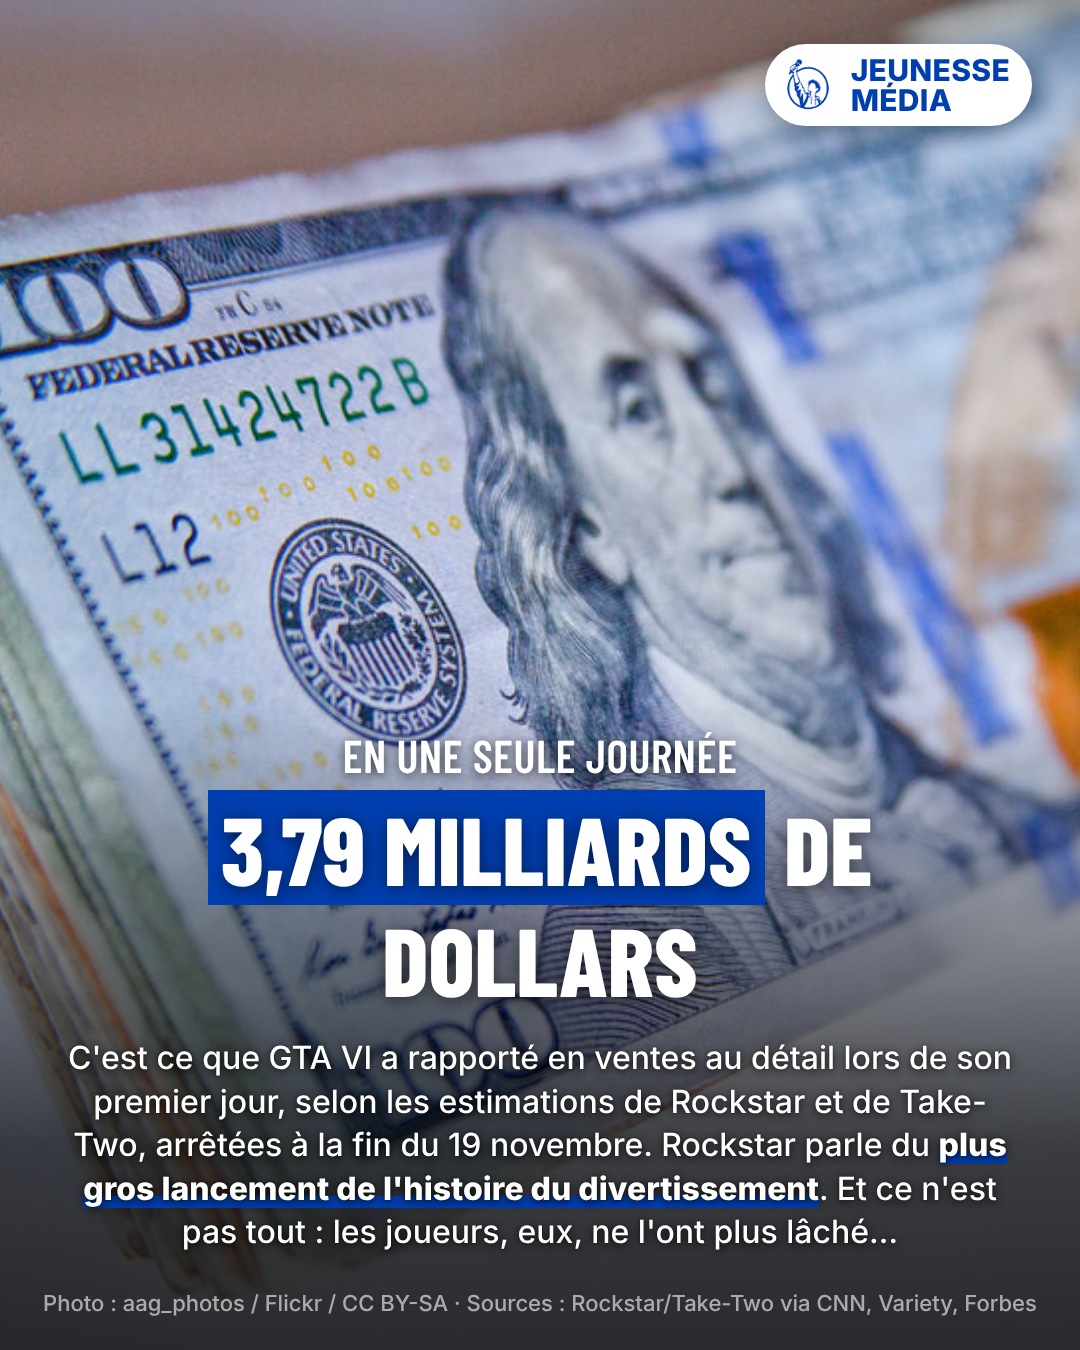 JEUNESSE
MÉDIA
100
FEDERAL RESERVE NOTE
LL 31424722 B
L12
UNITED STATES FEDERAL RESERVE SYSTEM
EN UNE SEULE JOURNÉE
3,79 MILLIARDS DE
DOLLARS
100
C'est ce que GTA VI a rapporté en ventes au détail lors de son
premier jour, selon les estimations de Rockstar et de Take-
Two, arrêtées à la fin du 19 novembre. Rockstar parle du plus
gros lancement de l'histoire du divertissement. Et ce n'est
pas tout : les joueurs, eux, ne l'ont plus lâché...
Photo : aag_photos / Flickr / CC BY-SA · Sources : Rockstar/Take-Two via CNN, Variety, Forbes